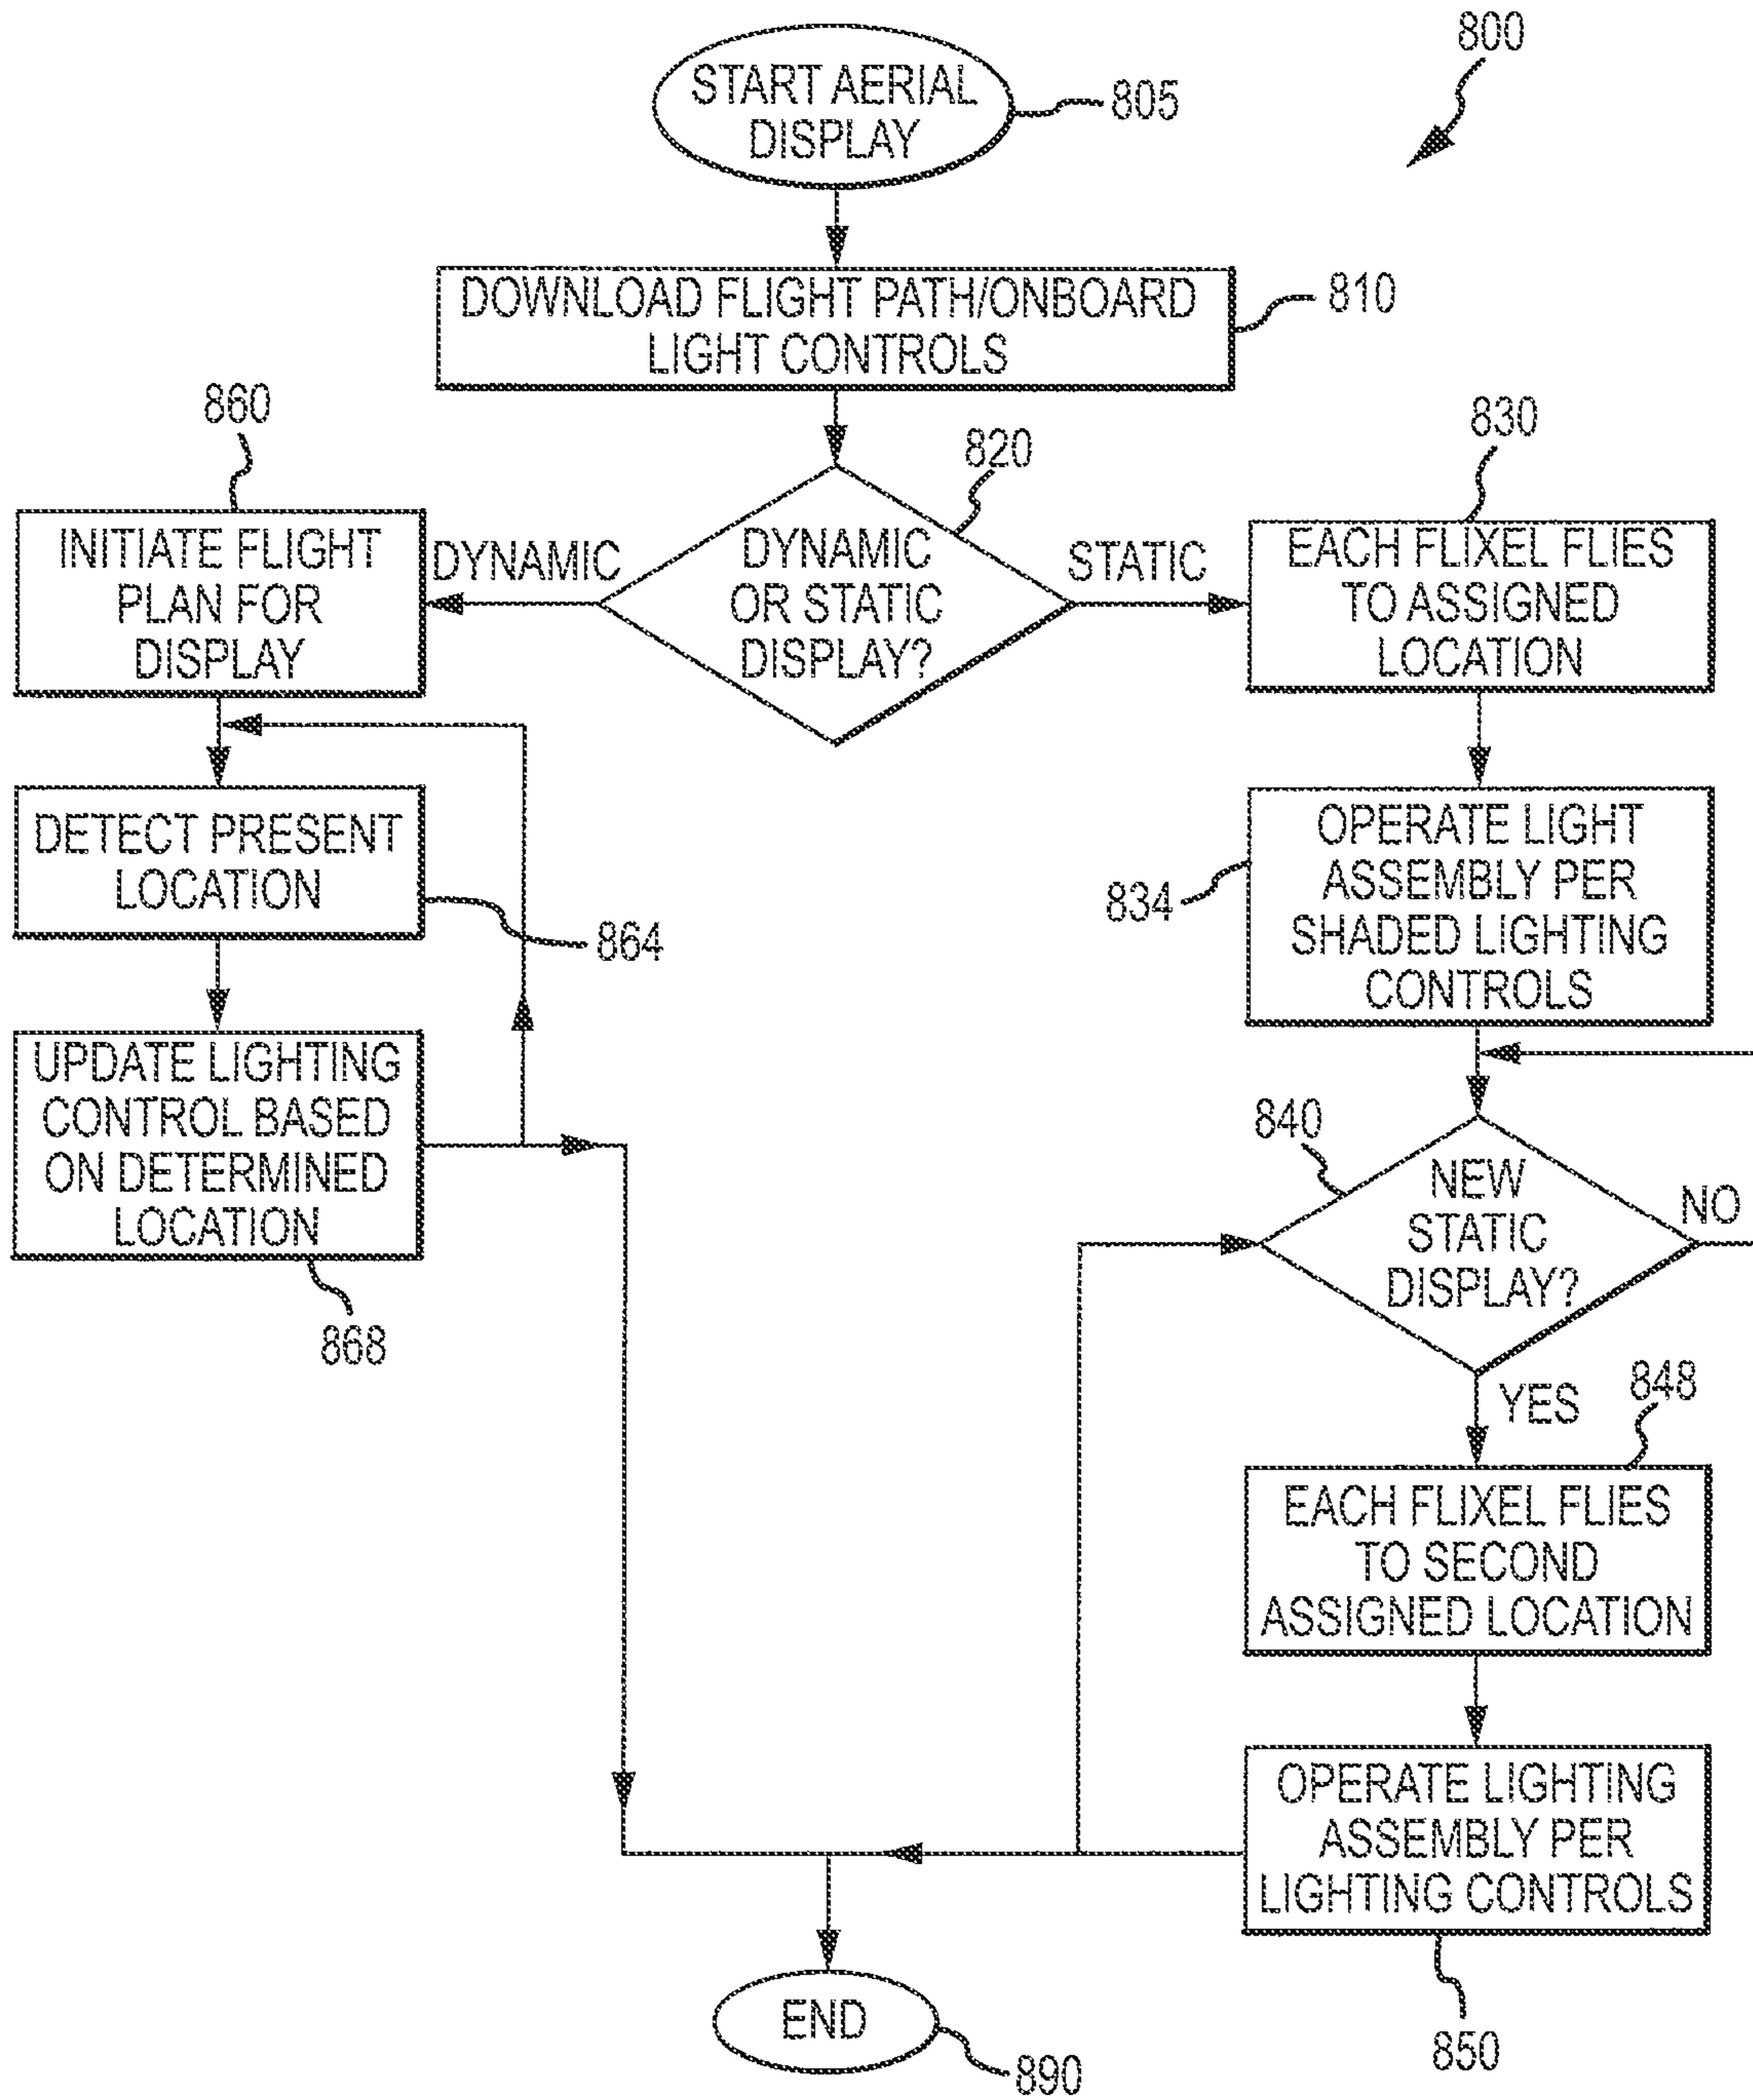 800
START AERIAL
DISPLAY
805
DOWNLOAD FLIGHT PATH/ONBOARD
LIGHT CONTROLS
810
820
DYNAMIC
OR STATIC
DISPLAY?
DYNAMIC
STATIC
860
INITIATE FLIGHT
PLAN FOR
DISPLAY
DETECT PRESENT
LOCATION
864
UPDATE LIGHTING
CONTROL BASED
ON DETERMINED
LOCATION
868
830
EACH FLIXEL FLIES
TO ASSIGNED
LOCATION
OPERATE LIGHT
ASSEMBLY PER
SHADED LIGHTING
CONTROLS
834
840
NEW
STATIC
DISPLAY?
NO
YES
848
EACH FLIXEL FLIES
TO SECOND
ASSIGNED LOCATION
OPERATE LIGHTING
ASSEMBLY PER
LIGHTING CONTROLS
850
END
890